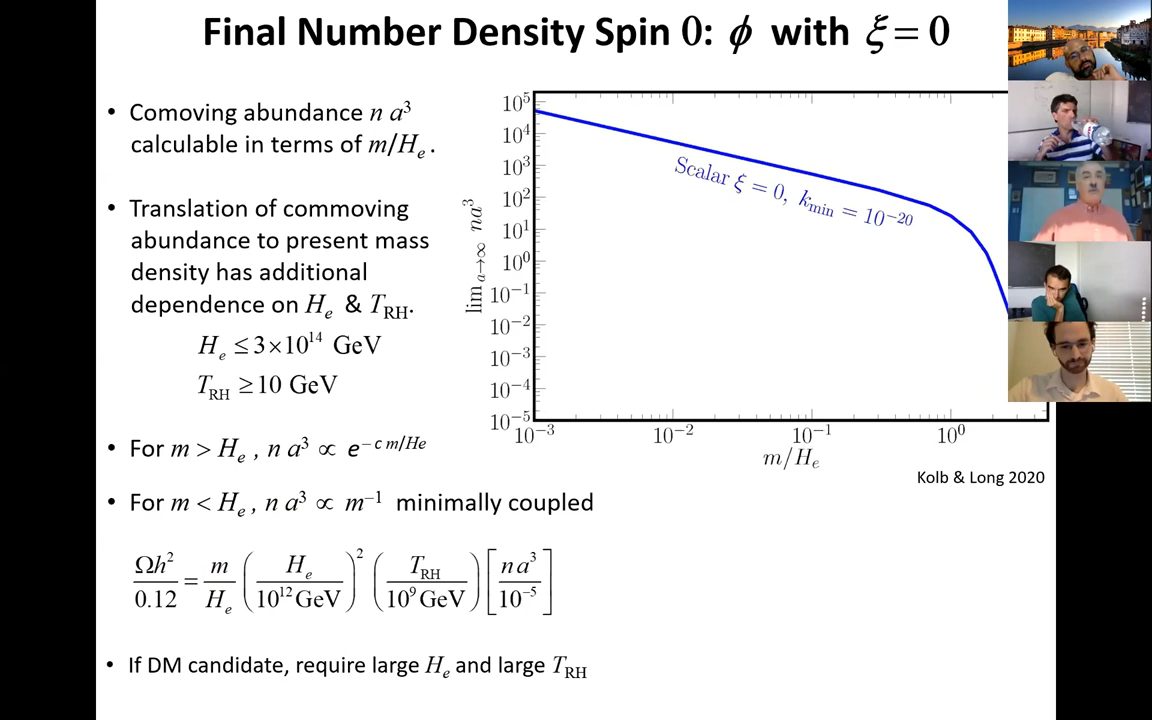 Final Number Density Spin 0: ϕ with ξ = 0
• Comoving abundance n a³
calculable in terms of m/Hₑ.
• Translation of commoving
abundance to present mass
density has additional
dependence on Hₑ & T_RH.
Hₑ ≤ 3×10¹⁴ GeV
T_RH ≥ 10 GeV
• For m > Hₑ , n a³ ∝ e^(− c m/He)
• For m < Hₑ , n a³ ∝ m⁻¹ minimally coupled
Ωh²/0.12 = m/Hₑ (Hₑ/10¹² GeV)² (T_RH/10⁹ GeV) [n a³/10⁻⁵]
• If DM candidate, require large Hₑ and large T_RH
lim_(a→∞) na³
10⁵
10⁴
10³
10²
10¹
10⁰
10⁻¹
10⁻²
10⁻³
10⁻⁴
10⁻⁵
Scalar ξ = 0, k_min = 10⁻²⁰
10⁻³ 10⁻² 10⁻¹ 10⁰
m/Hₑ
Kolb & Long 2020